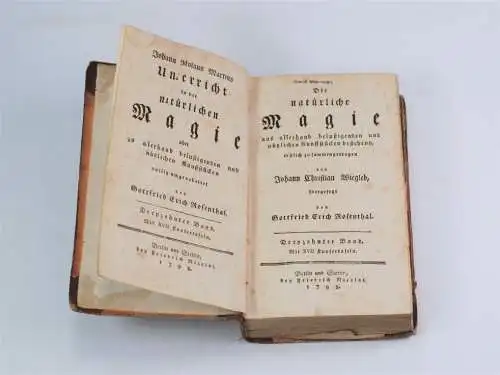 Johann Nikolaus Martius
Unterricht
in der
natürlichen
Magie
oder
zu allerhand belustigenden und
nützlichen Kunststücken
völlig umgearbeitet
von
Gottfried Erich Rosenthal.
Dreyzehnter Band.
Mit XVII Kupfertafeln.
Berlin und Stettin,
bey Friedrich Nicolai,
Die
natürliche
Magie
aus allerhand belustigenden und
nützlichen Kunststücken bestehend;
erstlich zusammengetragen
von
Johann Christian Wiegleb,
fortgesetzt
von
Gottfried Erich Rosenthal.
Dreyzehnter Band.
Mit XVII Kupfertafeln.
Berlin und Stettin,
bey Friedrich Nicolai,